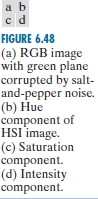 a b
c d
FIGURE 6.48
(a) RGB image
with green plane
corrupted by salt-
and-pepper noise.
(b) Hue
component of
HSI image.
(c) Saturation
component.
(d) Intensity
component.